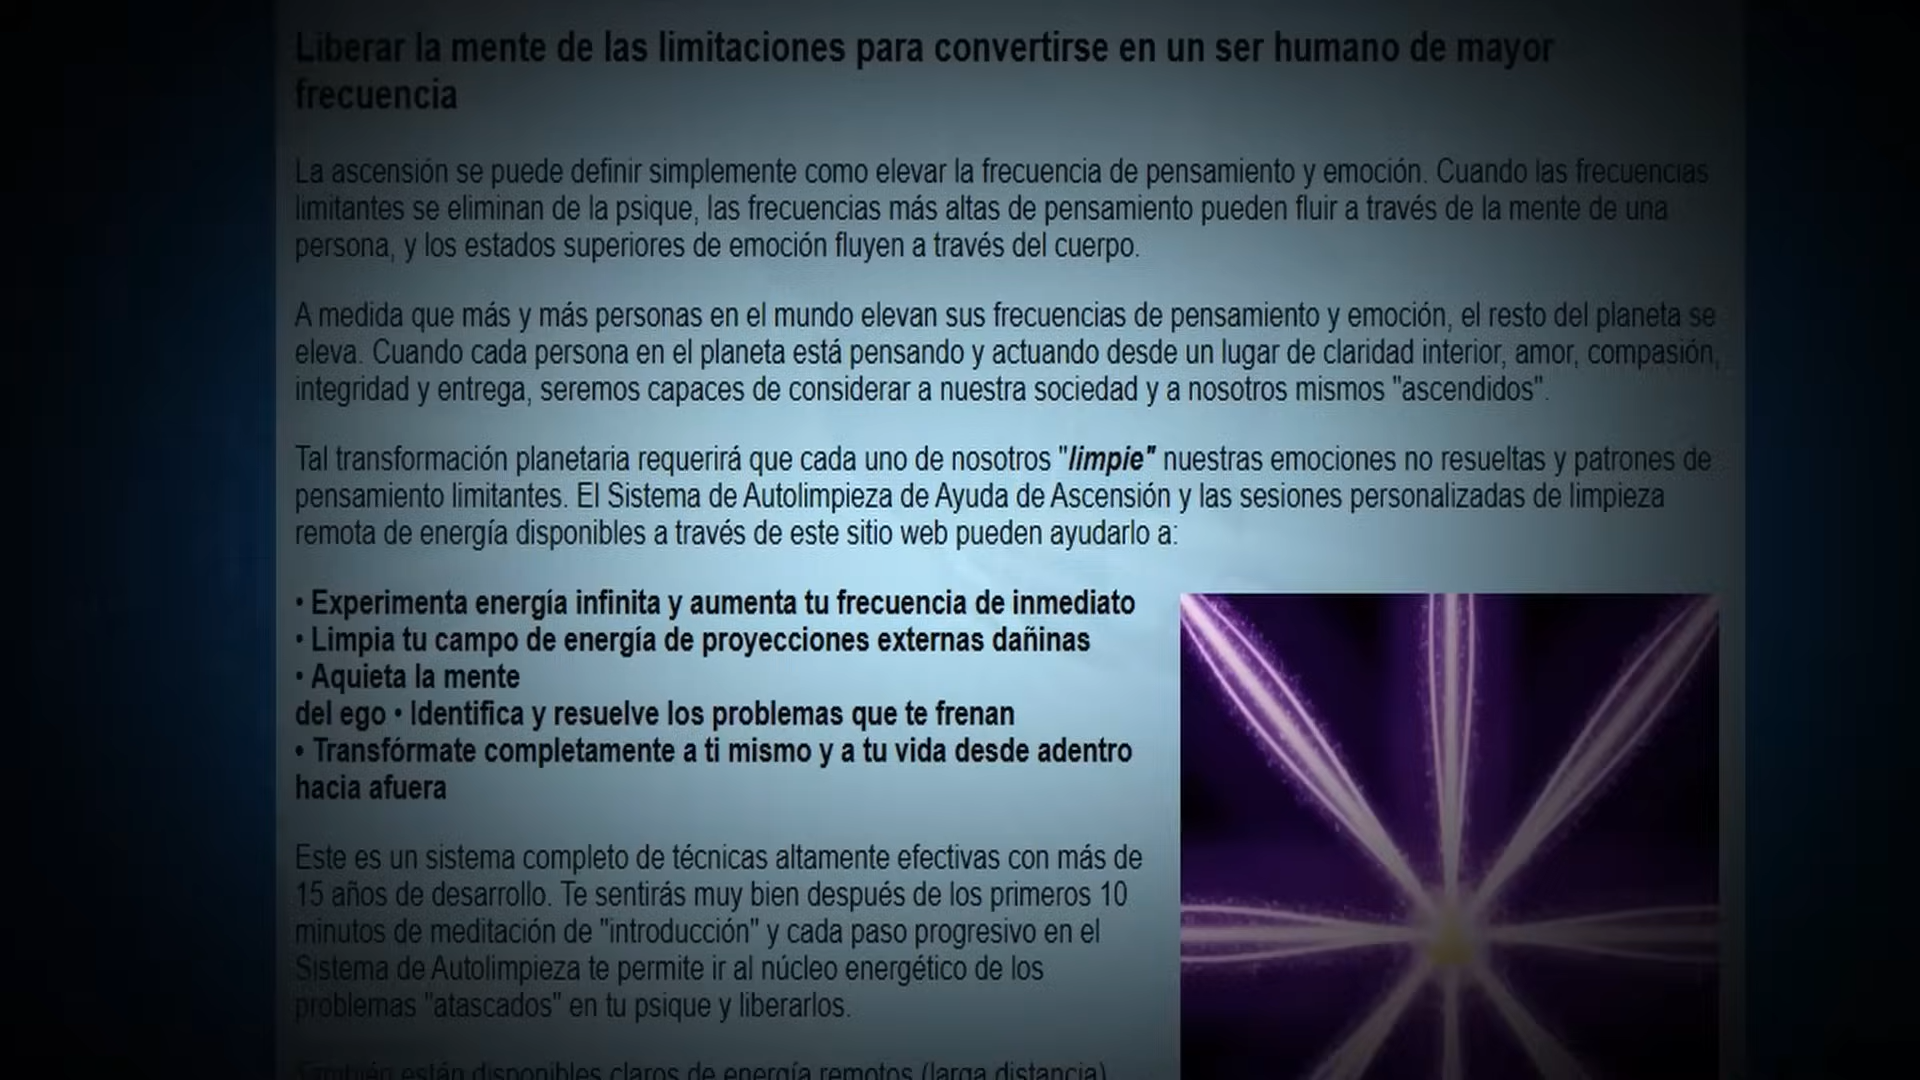 Liberar la mente de las limitaciones para convertirse en un ser humano de mayor
frecuencia
La ascensión se puede definir simplemente como elevar la frecuencia de pensamiento y emoción. Cuando las frecuencias
limitantes se eliminan de la psique, las frecuencias más altas de pensamiento pueden fluir a través de la mente de una
persona, y los estados superiores de emoción fluyen a través del cuerpo.
A medida que más y más personas en el mundo elevan sus frecuencias de pensamiento y emoción, el resto del planeta se
eleva. Cuando cada persona en el planeta está pensando y actuando desde un lugar de claridad interior, amor, compasión,
integridad y entrega, seremos capaces de considerar a nuestra sociedad y a nosotros mismos "ascendidos".
Tal transformación planetaria requerirá que cada uno de nosotros "limpie" nuestras emociones no resueltas y patrones de
pensamiento limitantes. El Sistema de Autolimpieza de Ayuda de Ascensión y las sesiones personalizadas de limpieza
remota de energía disponibles a través de este sitio web pueden ayudarlo a:
• Experimenta energía infinita y aumenta tu frecuencia de inmediato
• Limpia tu campo de energía de proyecciones externas dañinas
• Aquieta la mente
del ego • Identifica y resuelve los problemas que te frenan
• Transfórmate completamente a ti mismo y a tu vida desde adentro
hacia afuera
Este es un sistema completo de técnicas altamente efectivas con más de
15 años de desarrollo. Te sentirás muy bien después de los primeros 10
minutos de meditación de "introducción" y cada paso progresivo en el
Sistema de Autolimpieza te permite ir al núcleo energético de los
problemas "atascados" en tu psique y liberarlos.
También están disponibles claros de energía remotos (larga distancia)